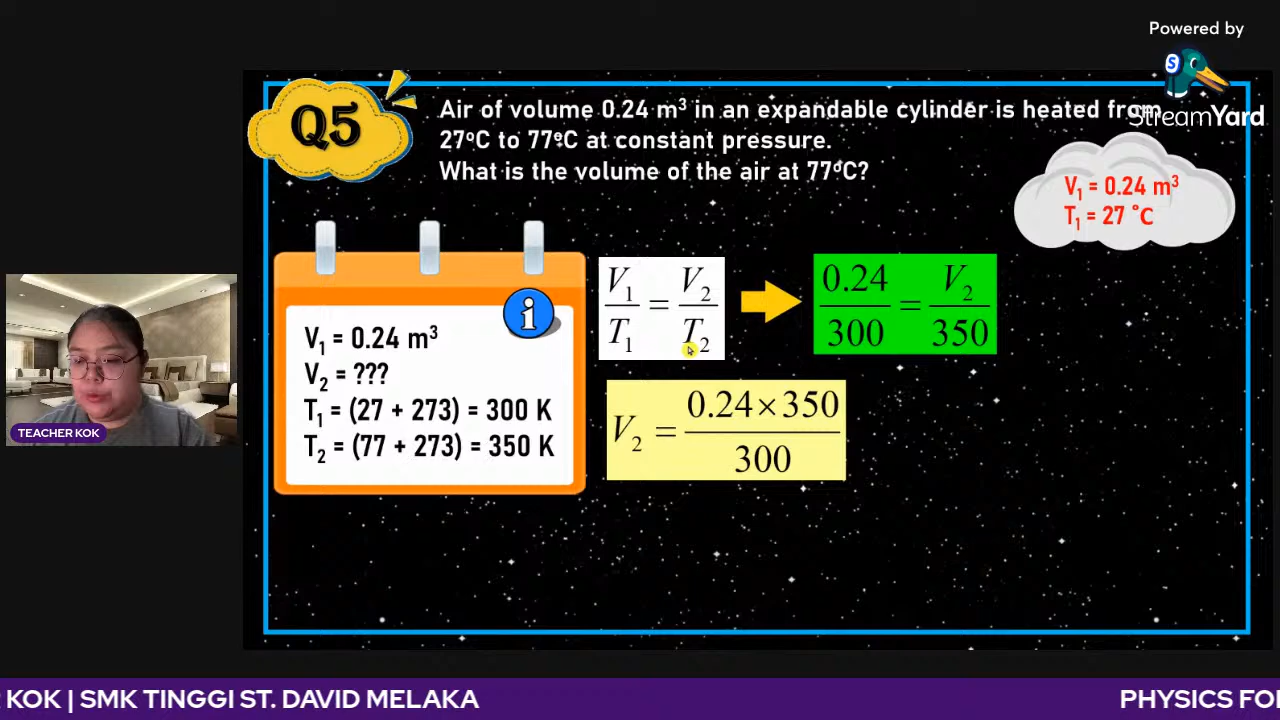 Powered by
StreamYard
Q5
Air of volume 0.24 m³ in an expandable cylinder is heated from
27°C to 77°C at constant pressure.
What is the volume of the air at 77°C?
V₁ = 0.24 m³
T₁ = 27 °C
i
V₁ = 0.24 m³
V₂ = ???
T₁ = (27 + 273) = 300 K
T₂ = (77 + 273) = 350 K
V₁/T₁ = V₂/T₂
0.24/300 = V₂/350
V₂ = 0.24×350/300
TEACHER KOK
KOK | SMK TINGGI ST. DAVID MELAKA
PHYSICS FO